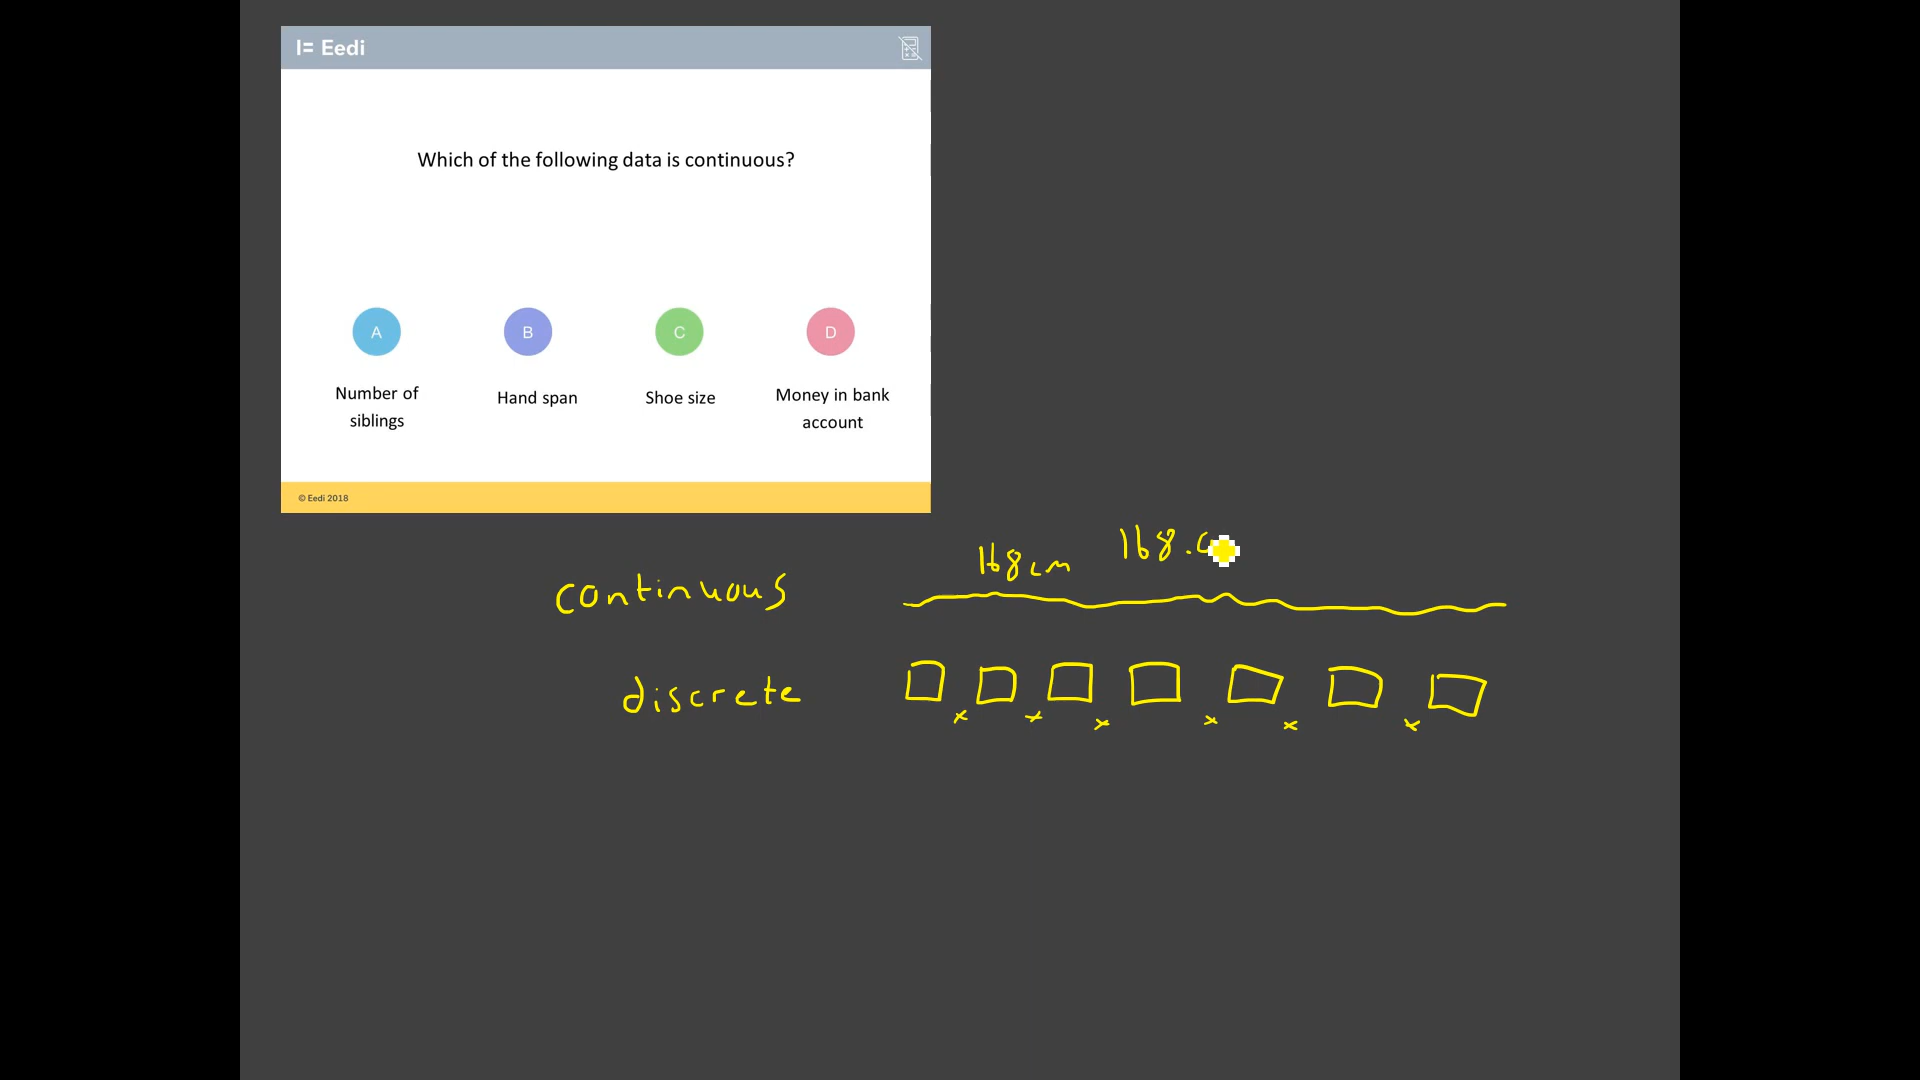 Eedi
Which of the following data is continuous?
A
B
C
D
Number of
siblings
Hand span
Shoe size
Money in bank
account
© Eedi 2018
168cm
168.
continuous
discrete